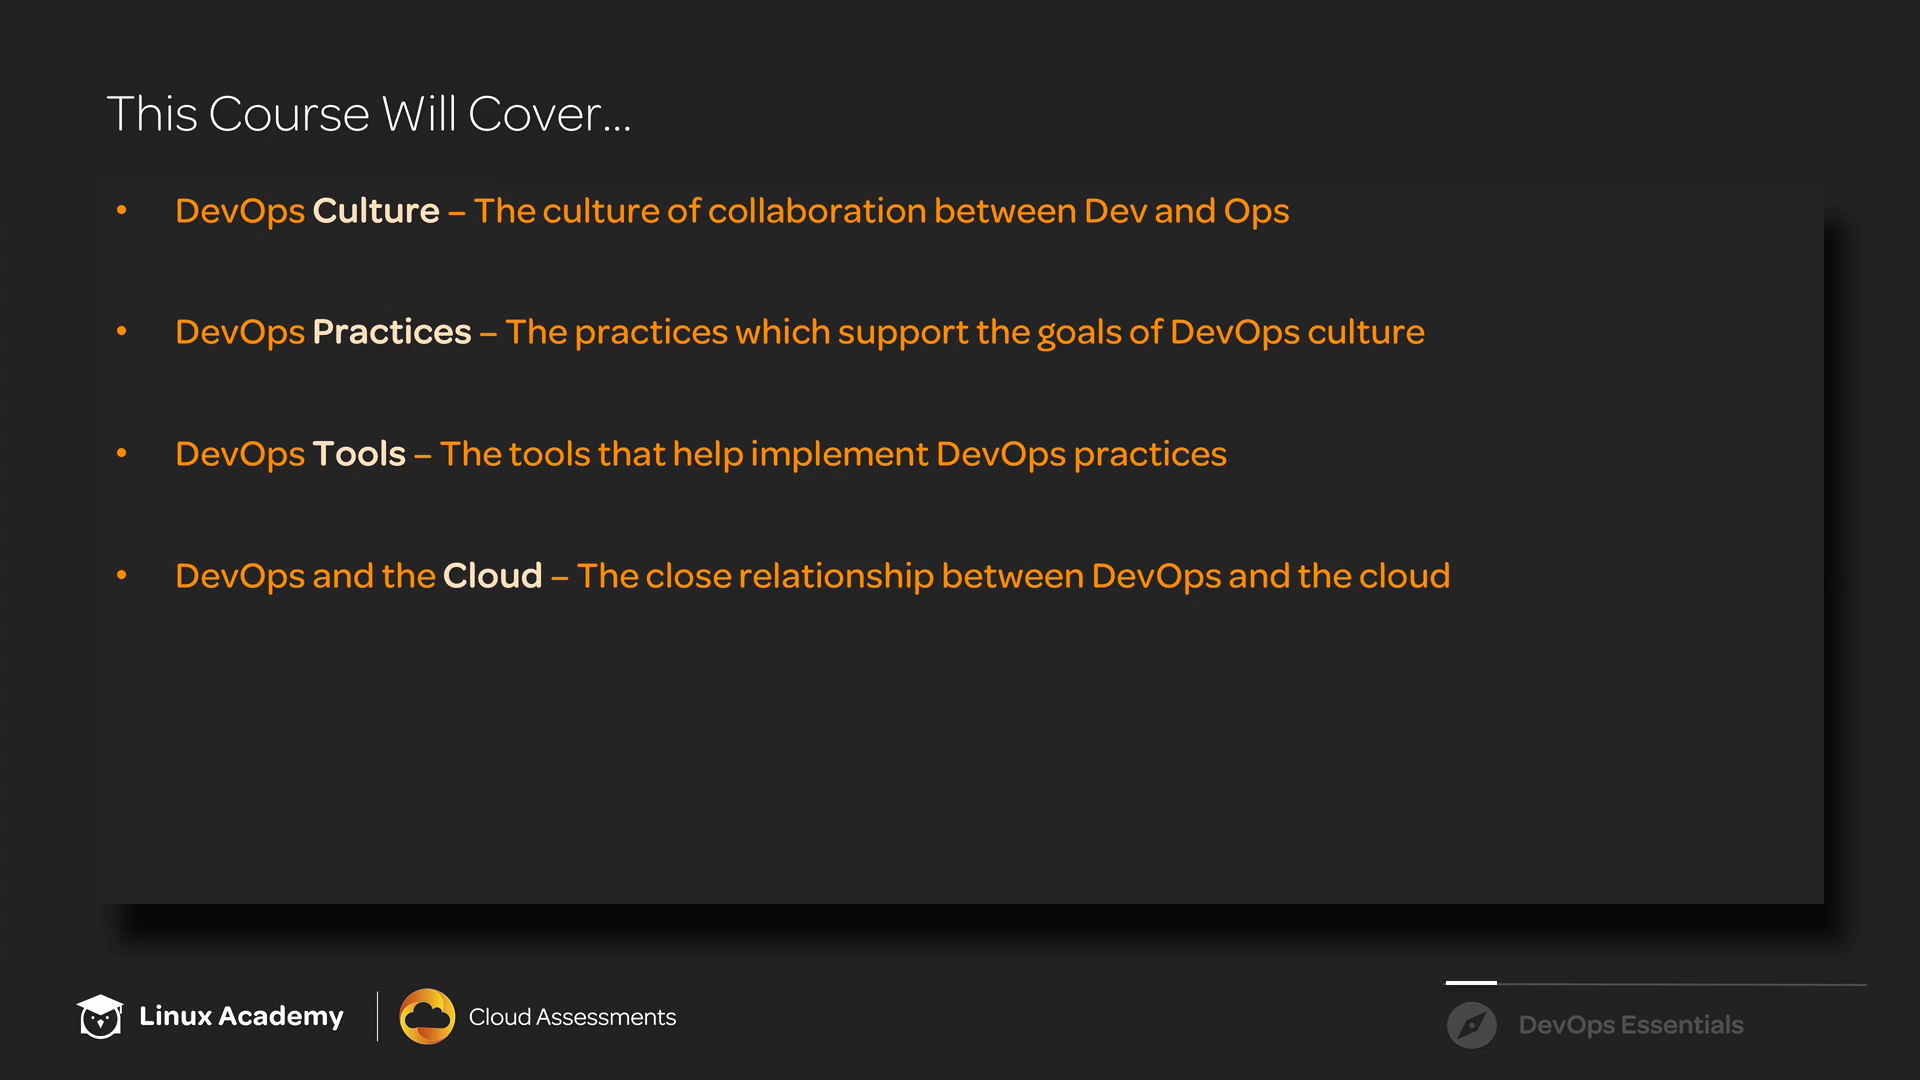 This Course Will Cover...
• DevOps Culture – The culture of collaboration between Dev and Ops
• DevOps Practices – The practices which support the goals of DevOps culture
• DevOps Tools – The tools that help implement DevOps practices
• DevOps and the Cloud – The close relationship between DevOps and the cloud
Linux Academy
Cloud Assessments
DevOps Essentials